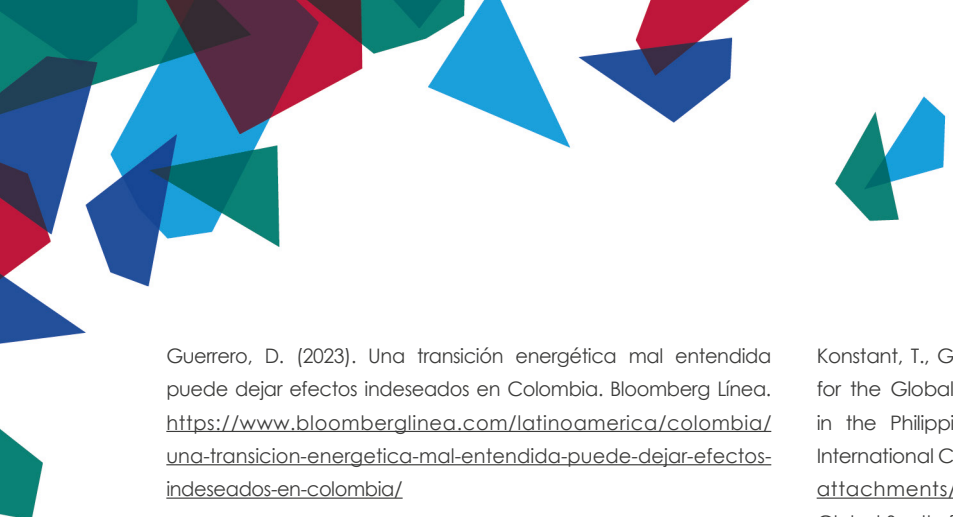 Guerrero, D. (2023). Una transición energética mal entendida
puede dejar efectos indeseados en Colombia. Bloomberg Línea.
https://www.bloomberglinea.com/latinoamerica/colombia/
una-transicion-energetica-mal-entendida-puede-dejar-efectos-
indeseados-en-colombia/
Konstant, T., G
for the Global
in the Philippi
International C
attachments/